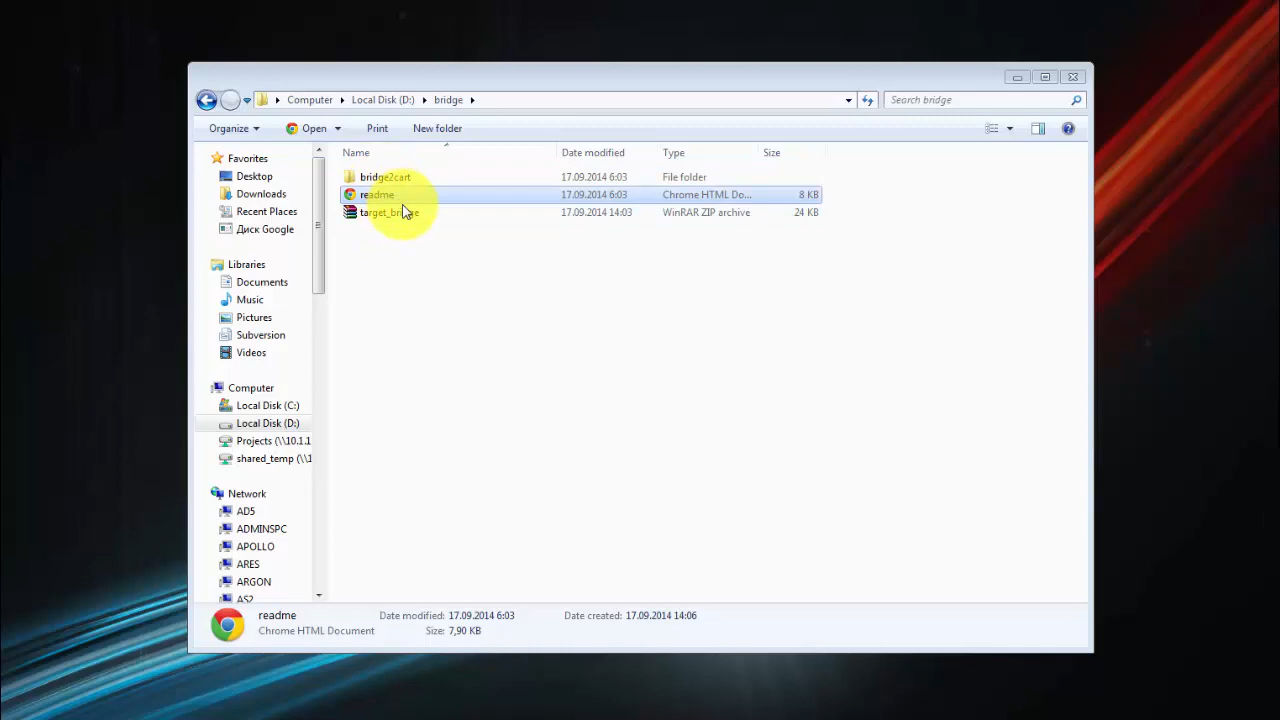 Computer Local Disk (D:) bridge Search bridge
Organize Open Print New folder
Name Date modified Type Size
Favorites
Desktop
Downloads
Recent Places
Диск Google
Libraries
Documents
Music
Pictures
Subversion
Videos
Computer
Local Disk (C:)
Local Disk (D:)
Projects (\\10.1.1
shared_temp (\\1
Network
AD5
ADMINSPC
APOLLO
ARES
ARGON
AS2
bridge2cart 17.09.2014 6:03 File folder
readme 17.09.2014 6:03 Chrome HTML Do... 8 KB
target_bridge 17.09.2014 14:03 WinRAR ZIP archive 24 KB
readme Date modified: 17.09.2014 6:03 Date created: 17.09.2014 14:06
Chrome HTML Document Size: 7,90 KB